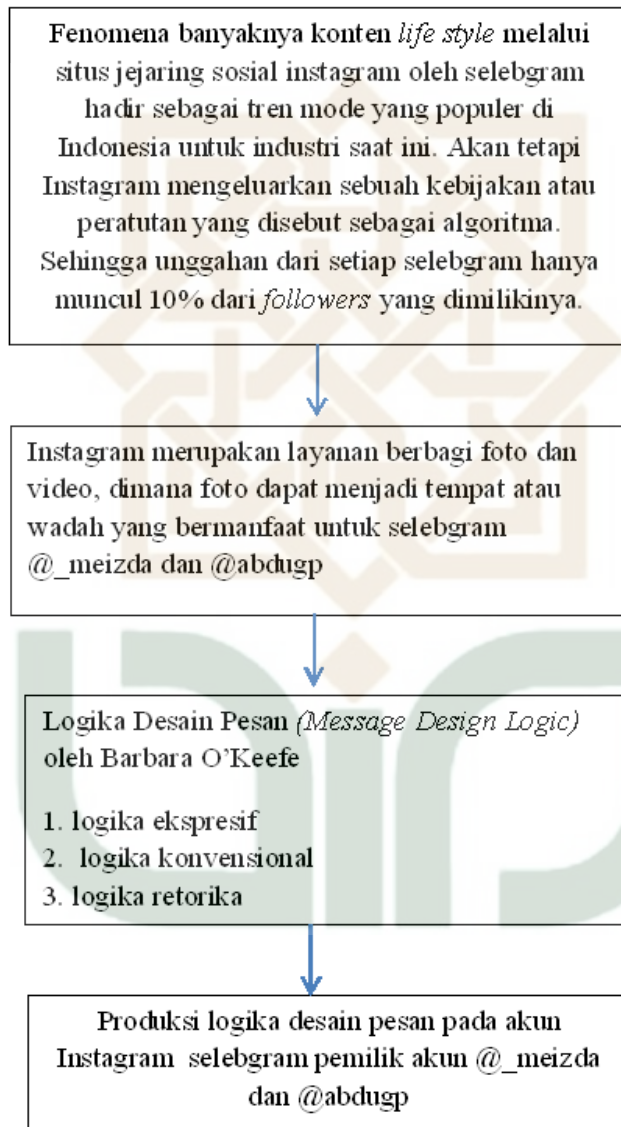 Fenomena banyaknya konten life style melalui
situs jejaring sosial instagram oleh selebgram
hadir sebagai tren mode yang populer di
Indonesia untuk industri saat ini. Akan tetapi
Instagram mengeluarkan sebuah kebijakan atau
peratutan yang disebut sebagai algoritma.
Sehingga unggahan dari setiap selebgram hanya
muncul 10% dari followers yang dimilikinya.
Instagram merupakan layanan berbagi foto dan
video, dimana foto dapat menjadi tempat atau
wadah yang bermanfaat untuk selebgram
@_meizda dan @abdugp
Logika Desain Pesan (Message Design Logic)
oleh Barbara O'Keefe
1. logika ekspresif
2. logika konvensional
3. logika retorika
Produksi logika desain pesan pada akun
Instagram selebgram pemilik akun @_meizda
dan @abdugp